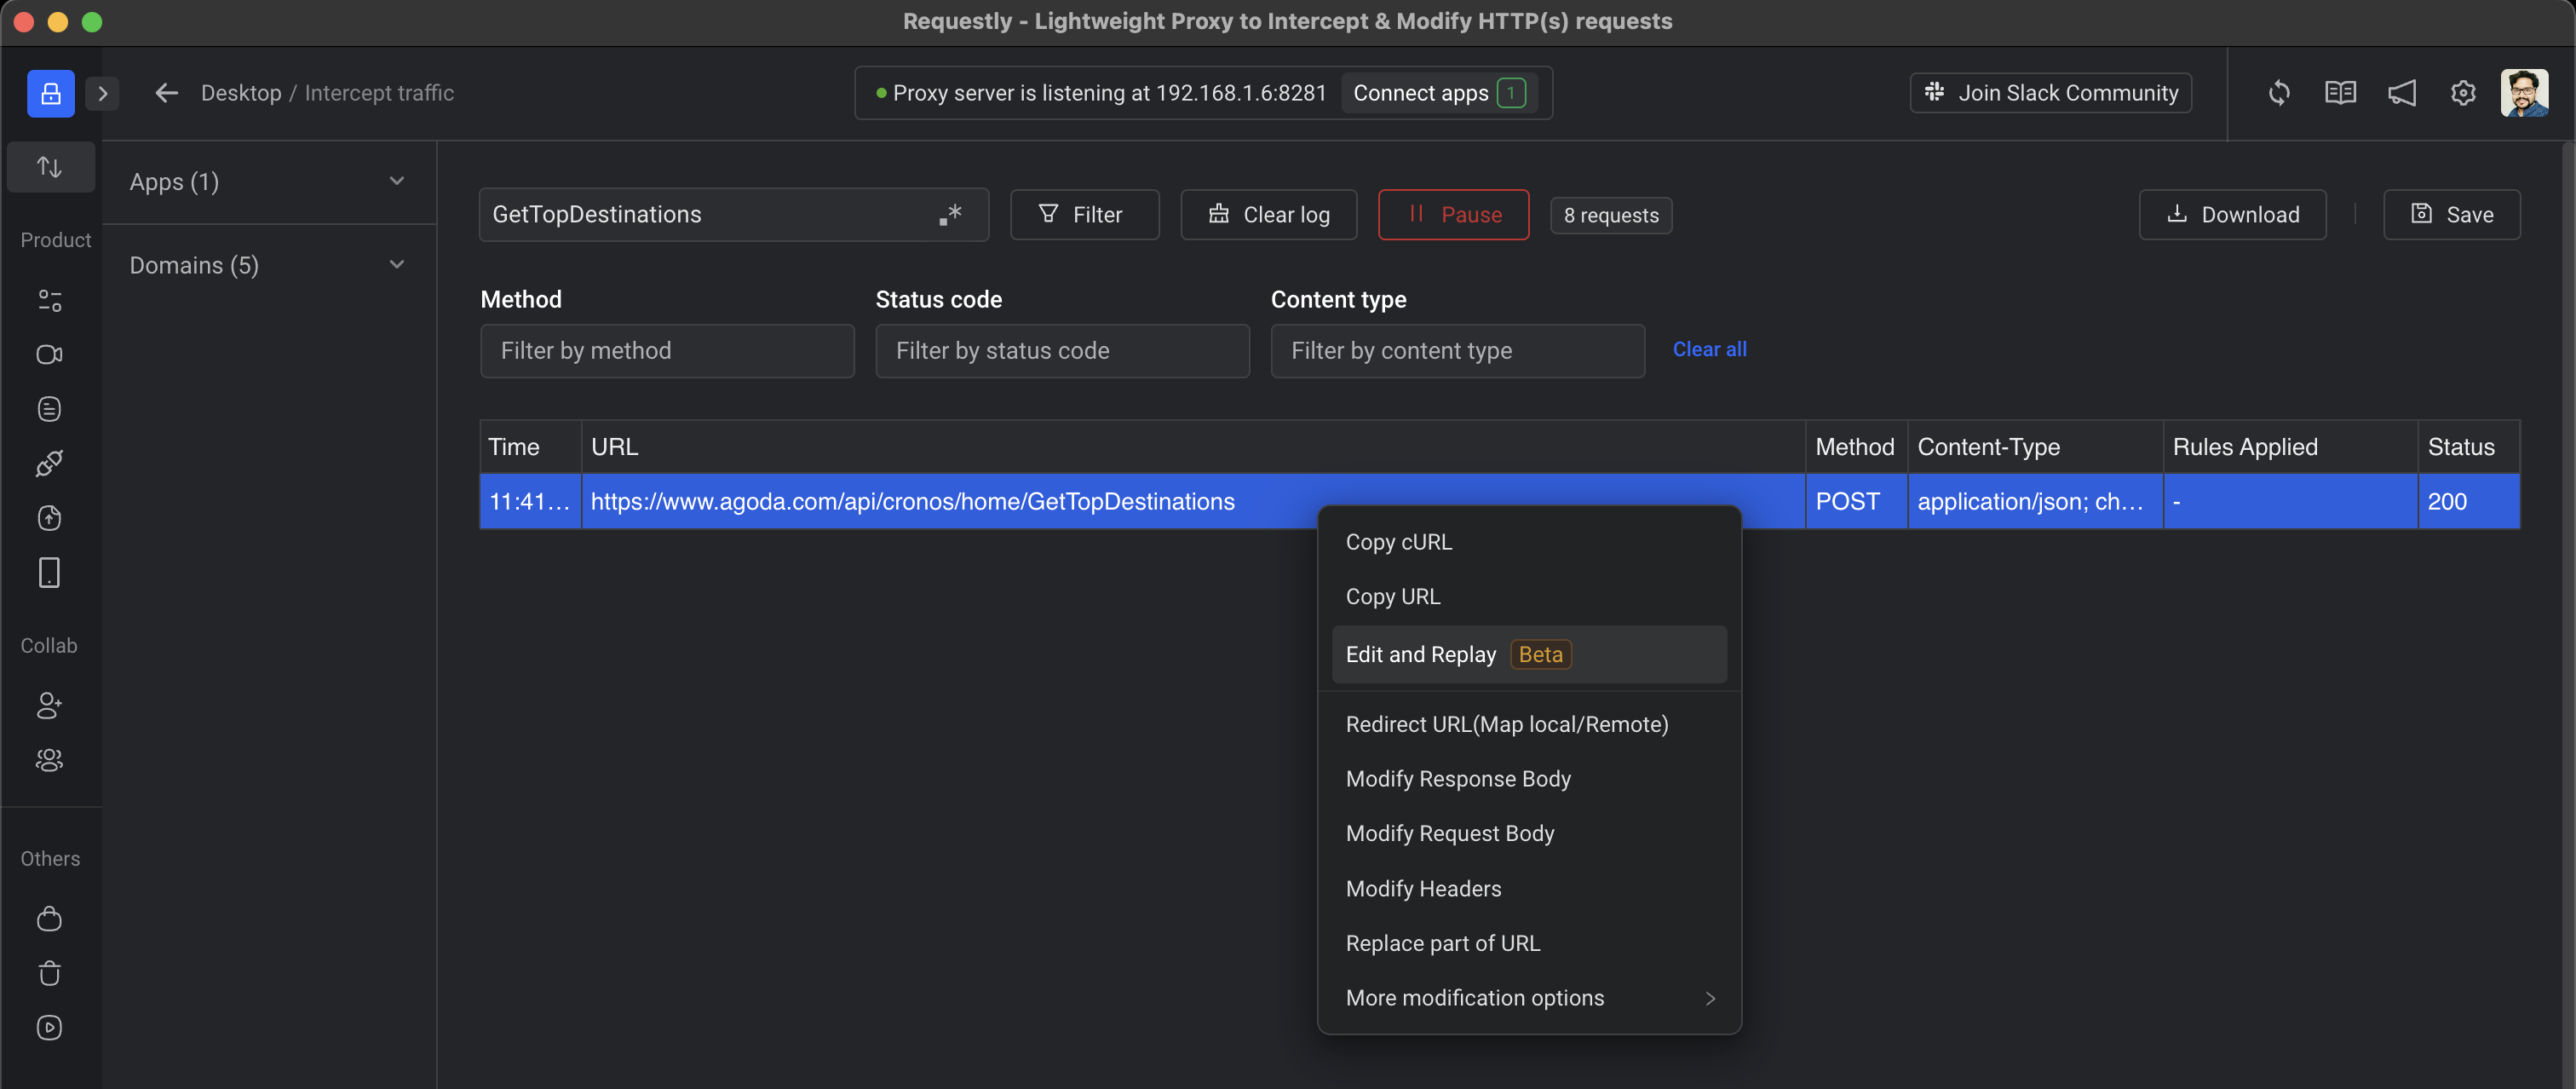 Requestly - Lightweight Proxy to Intercept & Modify HTTP(s) requests
Desktop / Intercept traffic
Proxy server is listening at 192.168.1.6:8281 Connect apps 1
Join Slack Community
Product
Collab
Others
Apps (1)
Domains (5)
GetTopDestinations .* Filter Clear log Pause 8 requests Download | Save
Method Status code Content type
Filter by method Filter by status code Filter by content type Clear all
Time URL Method Content-Type Rules Applied Status
11:41... https://www.agoda.com/api/cronos/home/GetTopDestinations POST application/json; ch... - 200
Copy cURL
Copy URL
Edit and Replay Beta
Redirect URL(Map local/Remote)
Modify Response Body
Modify Request Body
Modify Headers
Replace part of URL
More modification options